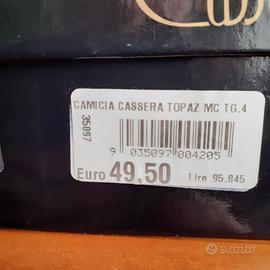 CAMICIA CASSERA TOPAZ MC TG.4
35097
9 035097 004205
Euro 49,50 Lire 95.845
subito